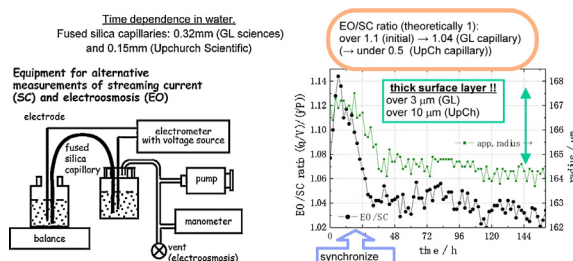 Time dependence in water.
Fused silica capillaries: 0.32mm (GL sciences)
and 0.15mm (Upchurch Scientific)
Equipment for alternative
measurements of streaming current
(SC) and electroosmosis (EO)
electrode
fused
silica
capillary
electrometer
with voltage source
pump
manometer
balance
vent
(electroosmosis)
EO/SC ratio (theoretically 1):
over 1.1 (initial) → 1.04 (GL capillary)
(→ under 0.5 (UpCh capillary))
thick surface layer !!
over 3 μm (GL)
over 10 μm (UpCh)
app. radius
EO/SC
EO/SC ratio
1.14
1.12
1.10
1.08
1.06
1.04
1.02
168
167
166
165
164
163
162
radius / μm
0 24 48 72 96 120 144
time / h
synchronize